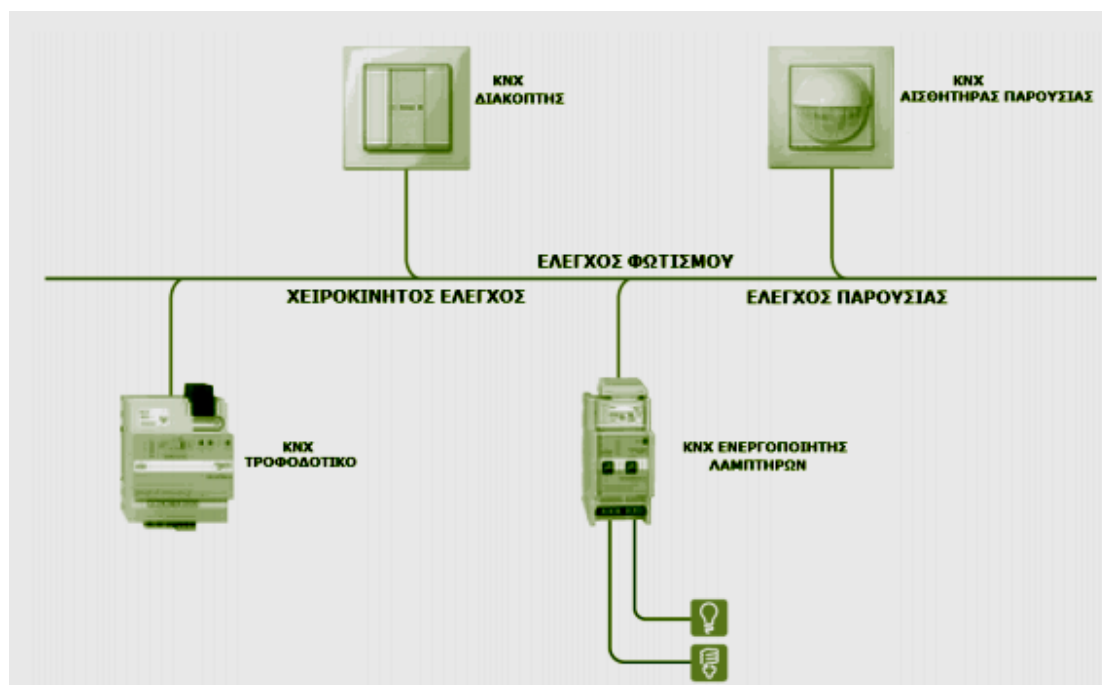 KNX
ΔΙΑΚΟΠΤΗΣ
KNX
ΑΙΣΘΗΤΗΡΑΣ ΠΑΡΟΥΣΙΑΣ
ΕΛΕΓΧΟΣ ΦΩΤΙΣΜΟΥ
ΧΕΙΡΟΚΙΝΗΤΟΣ ΕΛΕΓΧΟΣ
ΕΛΕΓΧΟΣ ΠΑΡΟΥΣΙΑΣ
KNX
ΤΡΟΦΟΔΟΤΙΚΟ
KNX ΕΝΕΡΓΟΠΟΙΗΤΗΣ
ΛΑΜΠΤΗΡΩΝ